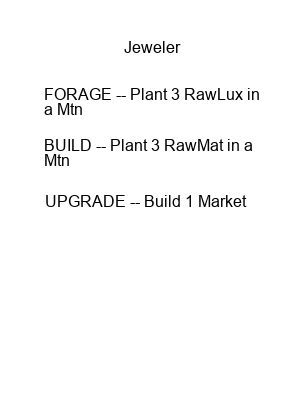 Jeweler
FORAGE -- Plant 3 RawLux in
a Mtn
BUILD -- Plant 3 RawMat in a
Mtn
UPGRADE -- Build 1 Market